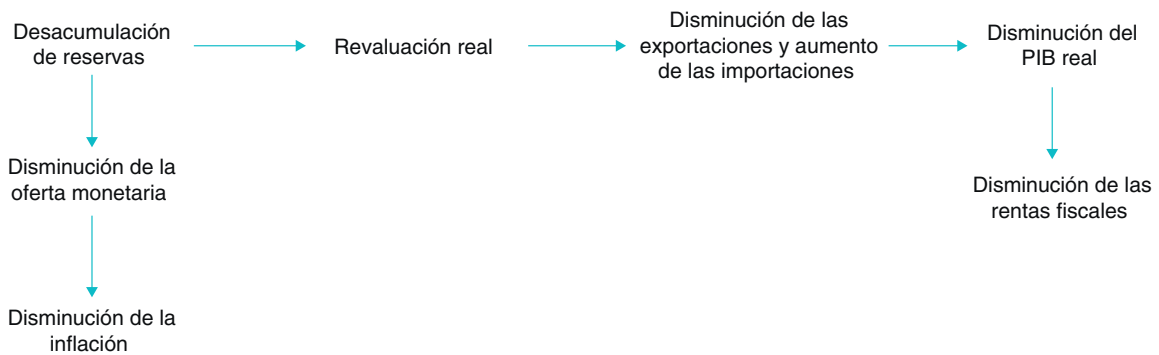 Desacumulación
de reservas
Revaluación real
Disminución de las
exportaciones y aumento
de las importaciones
Disminución del
PIB real
Disminución de la
oferta monetaria
Disminución de las
rentas fiscales
Disminución de la
inflación